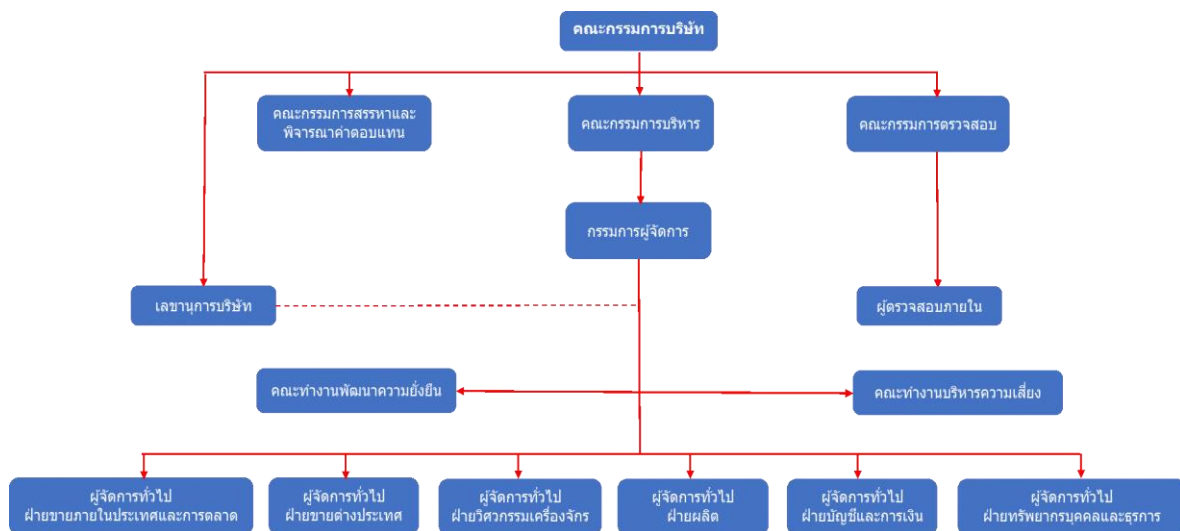 คณะกรรมการบริษัท
คณะกรรมการสรรหาและ
พิจารณาค่าตอบแทน
คณะกรรมการบริหาร
คณะกรรมการตรวจสอบ
กรรมการผู้จัดการ
เลขานุการบริษัท
ผู้ตรวจสอบภายใน
คณะทำงานพัฒนาความยั่งยืน
คณะทำงานบริหารความเสี่ยง
ผู้จัดการทั่วไป
ฝ่ายขายภายในประเทศและการตลาด
ผู้จัดการทั่วไป
ฝ่ายขายต่างประเทศ
ผู้จัดการทั่วไป
ฝ่ายวิศวกรรมเครื่องจักร
ผู้จัดการทั่วไป
ฝ่ายผลิต
ผู้จัดการทั่วไป
ฝ่ายบัญชีและการเงิน
ผู้จัดการทั่วไป
ฝ่ายทรัพยากรบุคคลและธุรการ